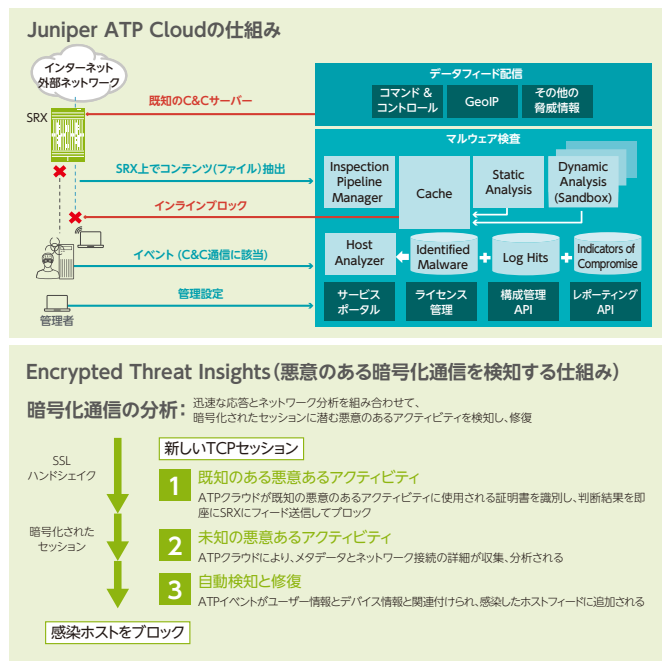 Juniper ATP Cloudの仕組み
インターネット
外部ネットワーク
SRX
既知のC&Cサーバー
データフィード配信
コマンド &
コントロール
GeoIP
その他の
脅威情報
マルウェア検査
SRX上でコンテンツ(ファイル)抽出
Inspection
Pipeline
Manager
Cache
Static
Analysis
Dynamic
Analysis
(Sandbox)
インラインブロック
イベント (C&C通信に該当)
Host
Analyzer
Identified
Malware
Log Hits
Indicators of
Compromise
管理設定
管理者
サービス
ポータル
ライセンス
管理
構成管理
API
レポーティング
API
Encrypted Threat Insights(悪意のある暗号化通信を検知する仕組み)
暗号化通信の分析:
迅速な応答とネットワーク分析を組み合わせて、
暗号化されたセッションに潜む悪意のあるアクティビティを検知し、修復
新しいTCPセッション
SSL
ハンドシェイク
1 既知のある悪意あるアクティビティ
ATPクラウドが既知の悪意のあるアクティビティに使用される証明書を識別し、判断結果を即
座にSRXにフィード送信してブロック
暗号化された
セッション
2 未知の悪意あるアクティビティ
ATPクラウドにより、メタデータとネットワーク接続の詳細が収集、分析される
3 自動検知と修復
ATPイベントがユーザー情報とデバイス情報と関連付けられ、感染したホストフィードに追加される
感染ホストをブロック